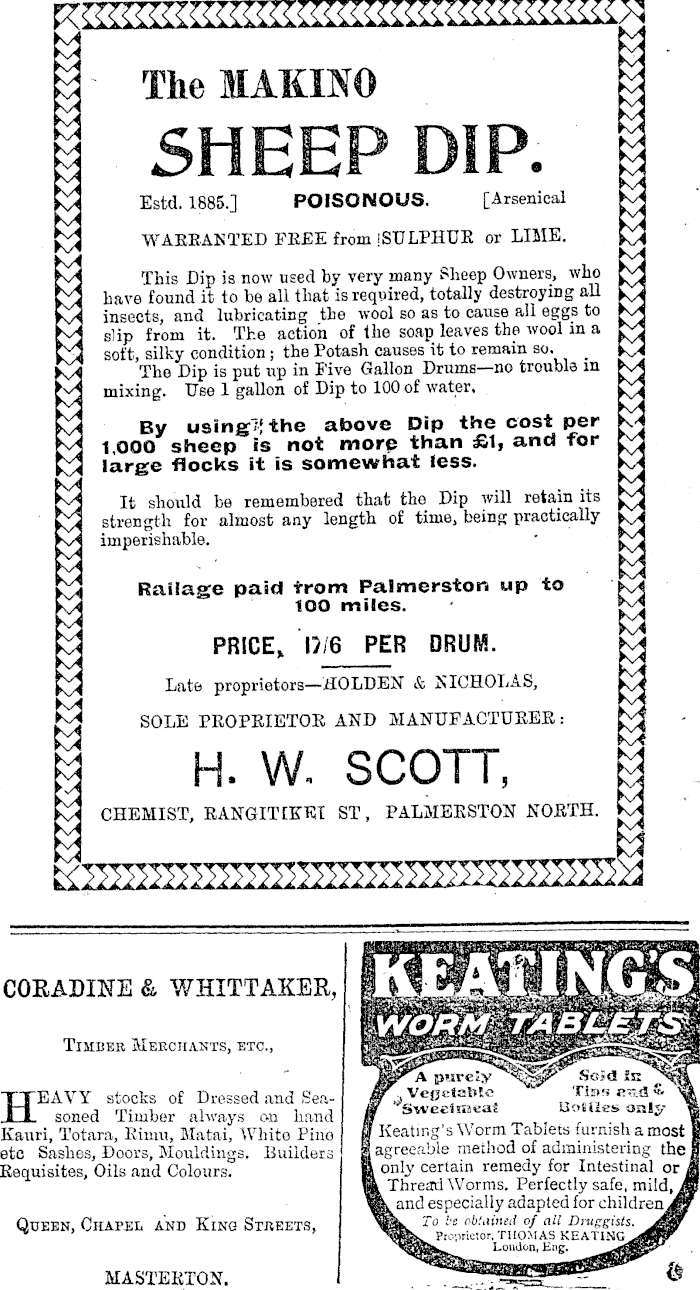 The MAKINO
SHEEP DIP.
Estd. 1885.] POISONOUS. [Arsenical
WARRANTED FREE from SULPHUR or LIME.
This Dip is now used by very many Sheep Owners, who
have found it to be all that is required, totally destroying all
insects, and lubricating the wool so as to cause all eggs to
slip from it. The action of the soap leaves the wool in a
soft, silky condition; the Potash causes it to remain so.
The Dip is put up in Five Gallon Drums—no trouble in
mixing. Use 1 gallon of Dip to 100 of water.
By using the above Dip the cost per
1,000 sheep is not more than £1, and for
large flocks it is somewhat less.
It should be remembered that the Dip will retain its
strength for almost any length of time, being practically
imperishable.
Railage paid from Palmerston up to
100 miles.
PRICE, 17/6 PER DRUM.
Late proprietors—HOLDEN & NICHOLAS,
SOLE PROPRIETOR AND MANUFACTURER:
H. W. SCOTT,
CHEMIST, RANGITIKEI ST, PALMERSTON NORTH.
CORADINE & WHITTAKER,
TIMBER MERCHANTS, ETC.,
HEAVY stocks of Dressed and Sea-
soned Timber always on hand
Kauri, Totara, Rimu, Matai, White Pine
etc Sashes, Doors, Mouldings. Builders
Requisites, Oils and Colours.
QUEEN, CHAPEL AND KING STREETS,
MASTERTON.
KEATING'S
WORM TABLETS
A purely
Vegetable
Sweetmeat
Sold in
Tins and
Bottles only
Keating's Worm Tablets furnish a most
agreeable method of administering the
only certain remedy for Intestinal or
Thread Worms. Perfectly safe, mild,
and especially adapted for children
To be obtained of all Druggists.
Proprietor, THOMAS KEATING
London, Eng.